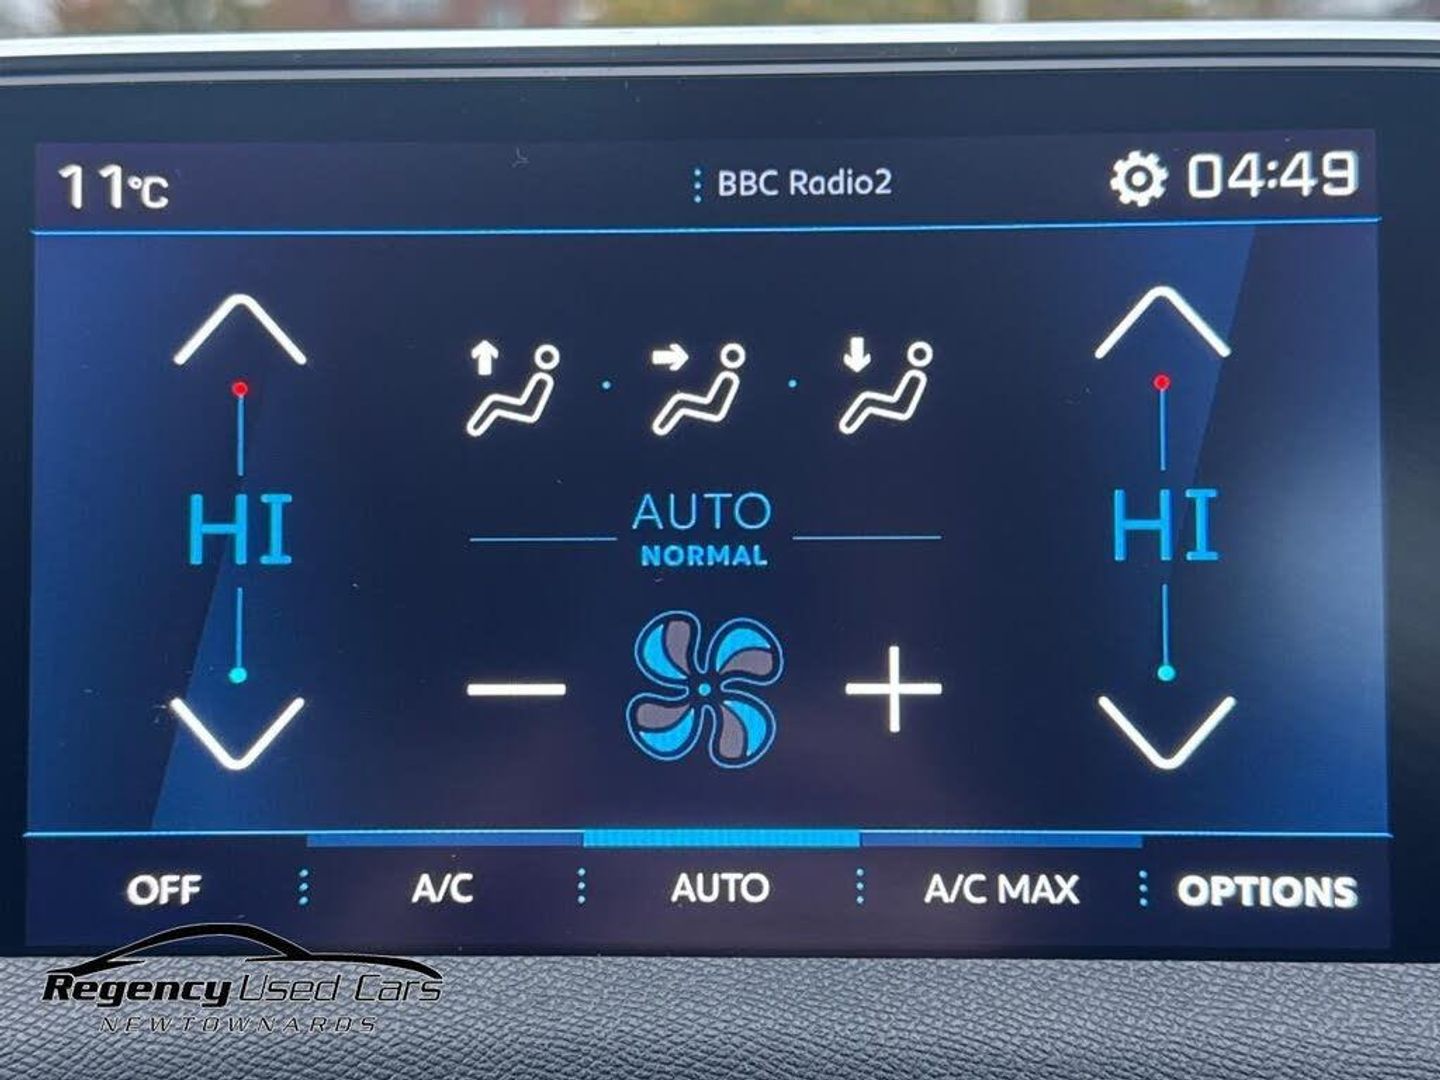 11°C
BBC Radio2
04:49
HI
AUTO
NORMAL
HI
OFF
A/C
AUTO
A/C MAX
OPTIONS
Regency Used Cars
NEWTOWNARDS